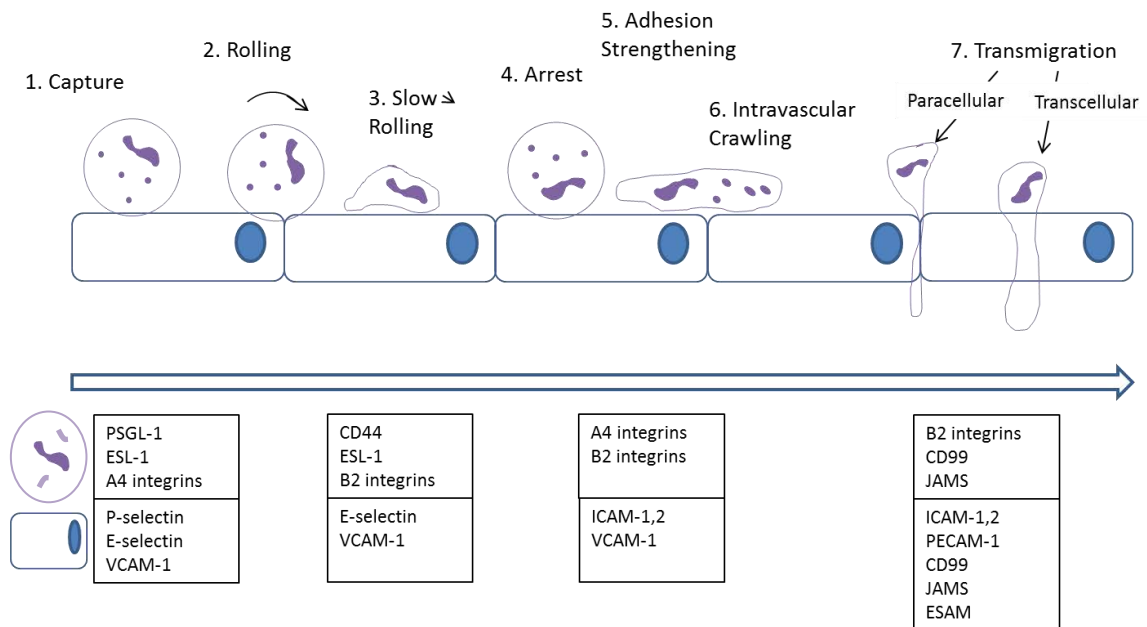 1. Capture
2. Rolling
3. Slow
Rolling
4. Arrest
5. Adhesion
Strengthening
6. Intravascular
Crawling
7. Transmigration
Paracellular
Transcellular
PSGL-1
ESL-1
A4 integrins
P-selectin
E-selectin
VCAM-1
CD44
ESL-1
B2 integrins
E-selectin
VCAM-1
A4 integrins
B2 integrins
ICAM-1,2
VCAM-1
B2 integrins
CD99
JAMS
ICAM-1,2
PECAM-1
CD99
JAMS
ESAM